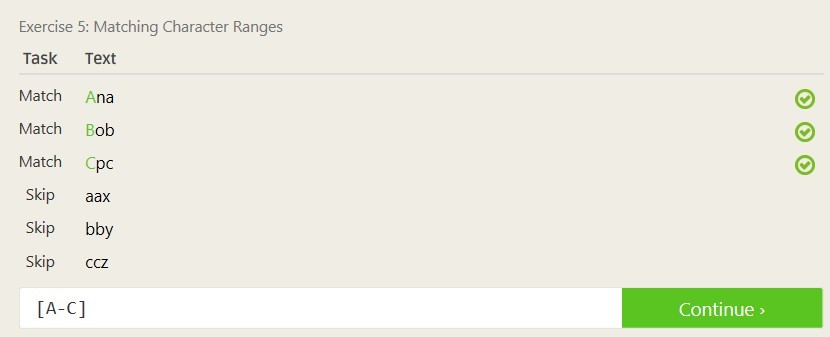 Exercise 5: Matching Character Ranges
Task Text
Match Ana
Match Bob
Match Cpc
Skip aax
Skip bby
Skip ccz
[A-C] Continue ›